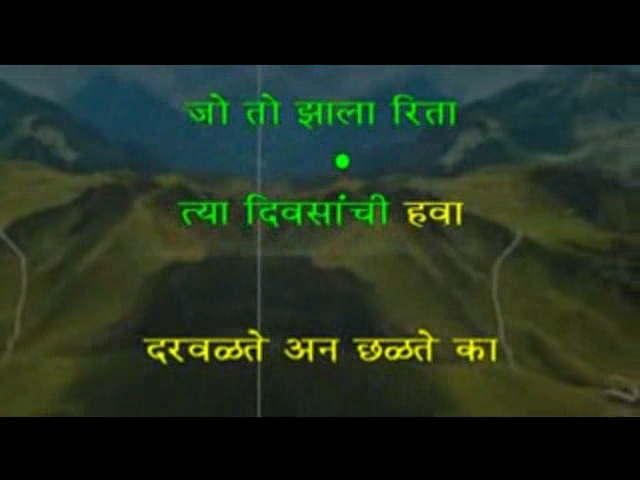 जो तो झाला रिता
त्या दिवसांची हवा
दरवळते अन छळते का